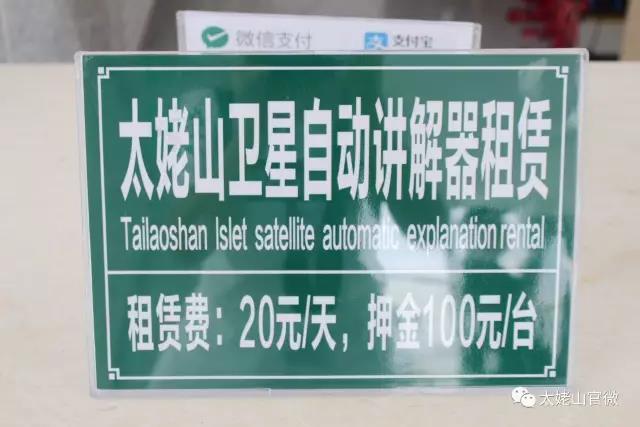 微信支付 支付宝
太姥山卫星自动讲解器租赁
Tailaoshan Islet satellite automatic explanation rental
租赁费：20元/天，押金100元/台
太姥山官微